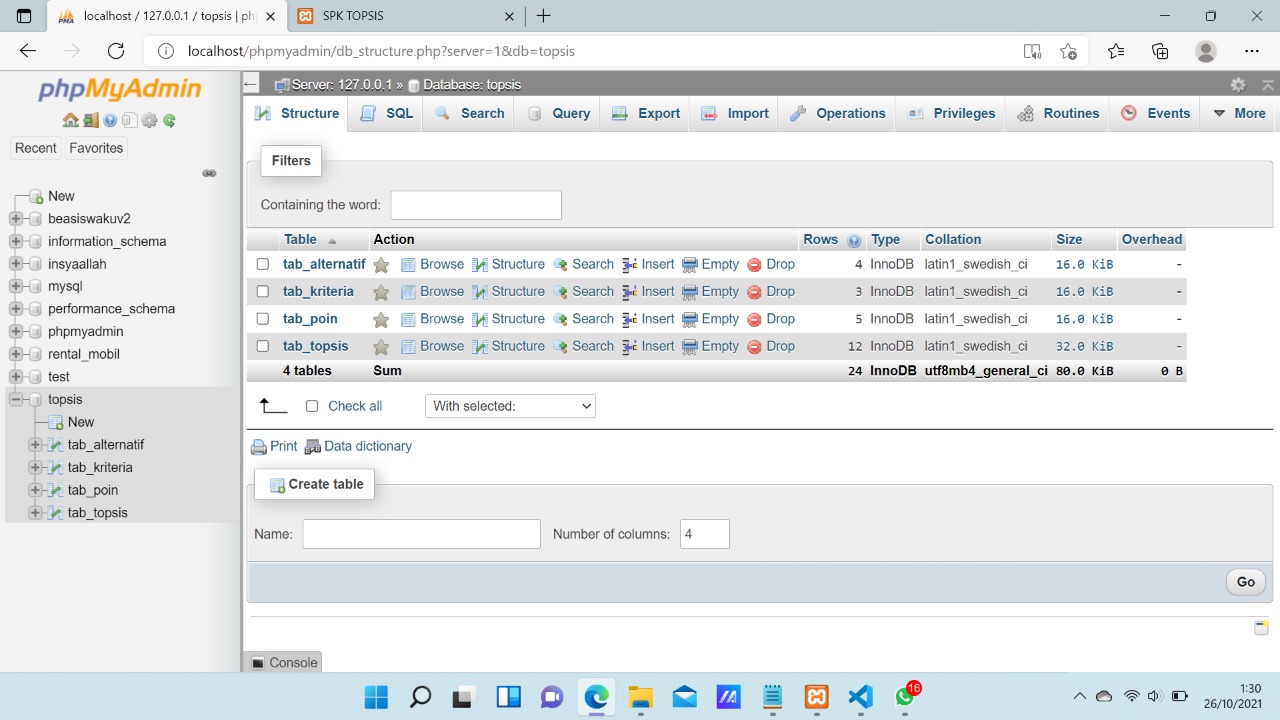 localhost / 127.0.0.1 / topsis | ph
SPK TOPSIS
localhost/phpmyadmin/db_structure.php?server=1&db=topsis
phpMyAdmin
Recent Favorites
New
beasiswakuv2
information_schema
insyaallah
mysql
performance_schema
phpmyadmin
rental_mobil
test
topsis
New
tab_alternatif
tab_kriteria
tab_poin
tab_topsis
Server: 127.0.0.1 » Database: topsis
Structure SQL Search Query Export Import Operations Privileges Routines Events More
Filters
Containing the word:
Table Action Rows Type Collation Size Overhead
tab_alternatif Browse Structure Search Insert Empty Drop 4 InnoDB latin1_swedish_ci 16.0 KiB -
tab_kriteria Browse Structure Search Insert Empty Drop 3 InnoDB latin1_swedish_ci 16.0 KiB -
tab_poin Browse Structure Search Insert Empty Drop 5 InnoDB latin1_swedish_ci 16.0 KiB -
tab_topsis Browse Structure Search Insert Empty Drop 12 InnoDB latin1_swedish_ci 32.0 KiB -
4 tables Sum 24 InnoDB utf8mb4_general_ci 80.0 KiB 0 B
Check all With selected:
Print Data dictionary
Create table
Name: Number of columns: 4
Go
Console
16
1:30
26/10/2021